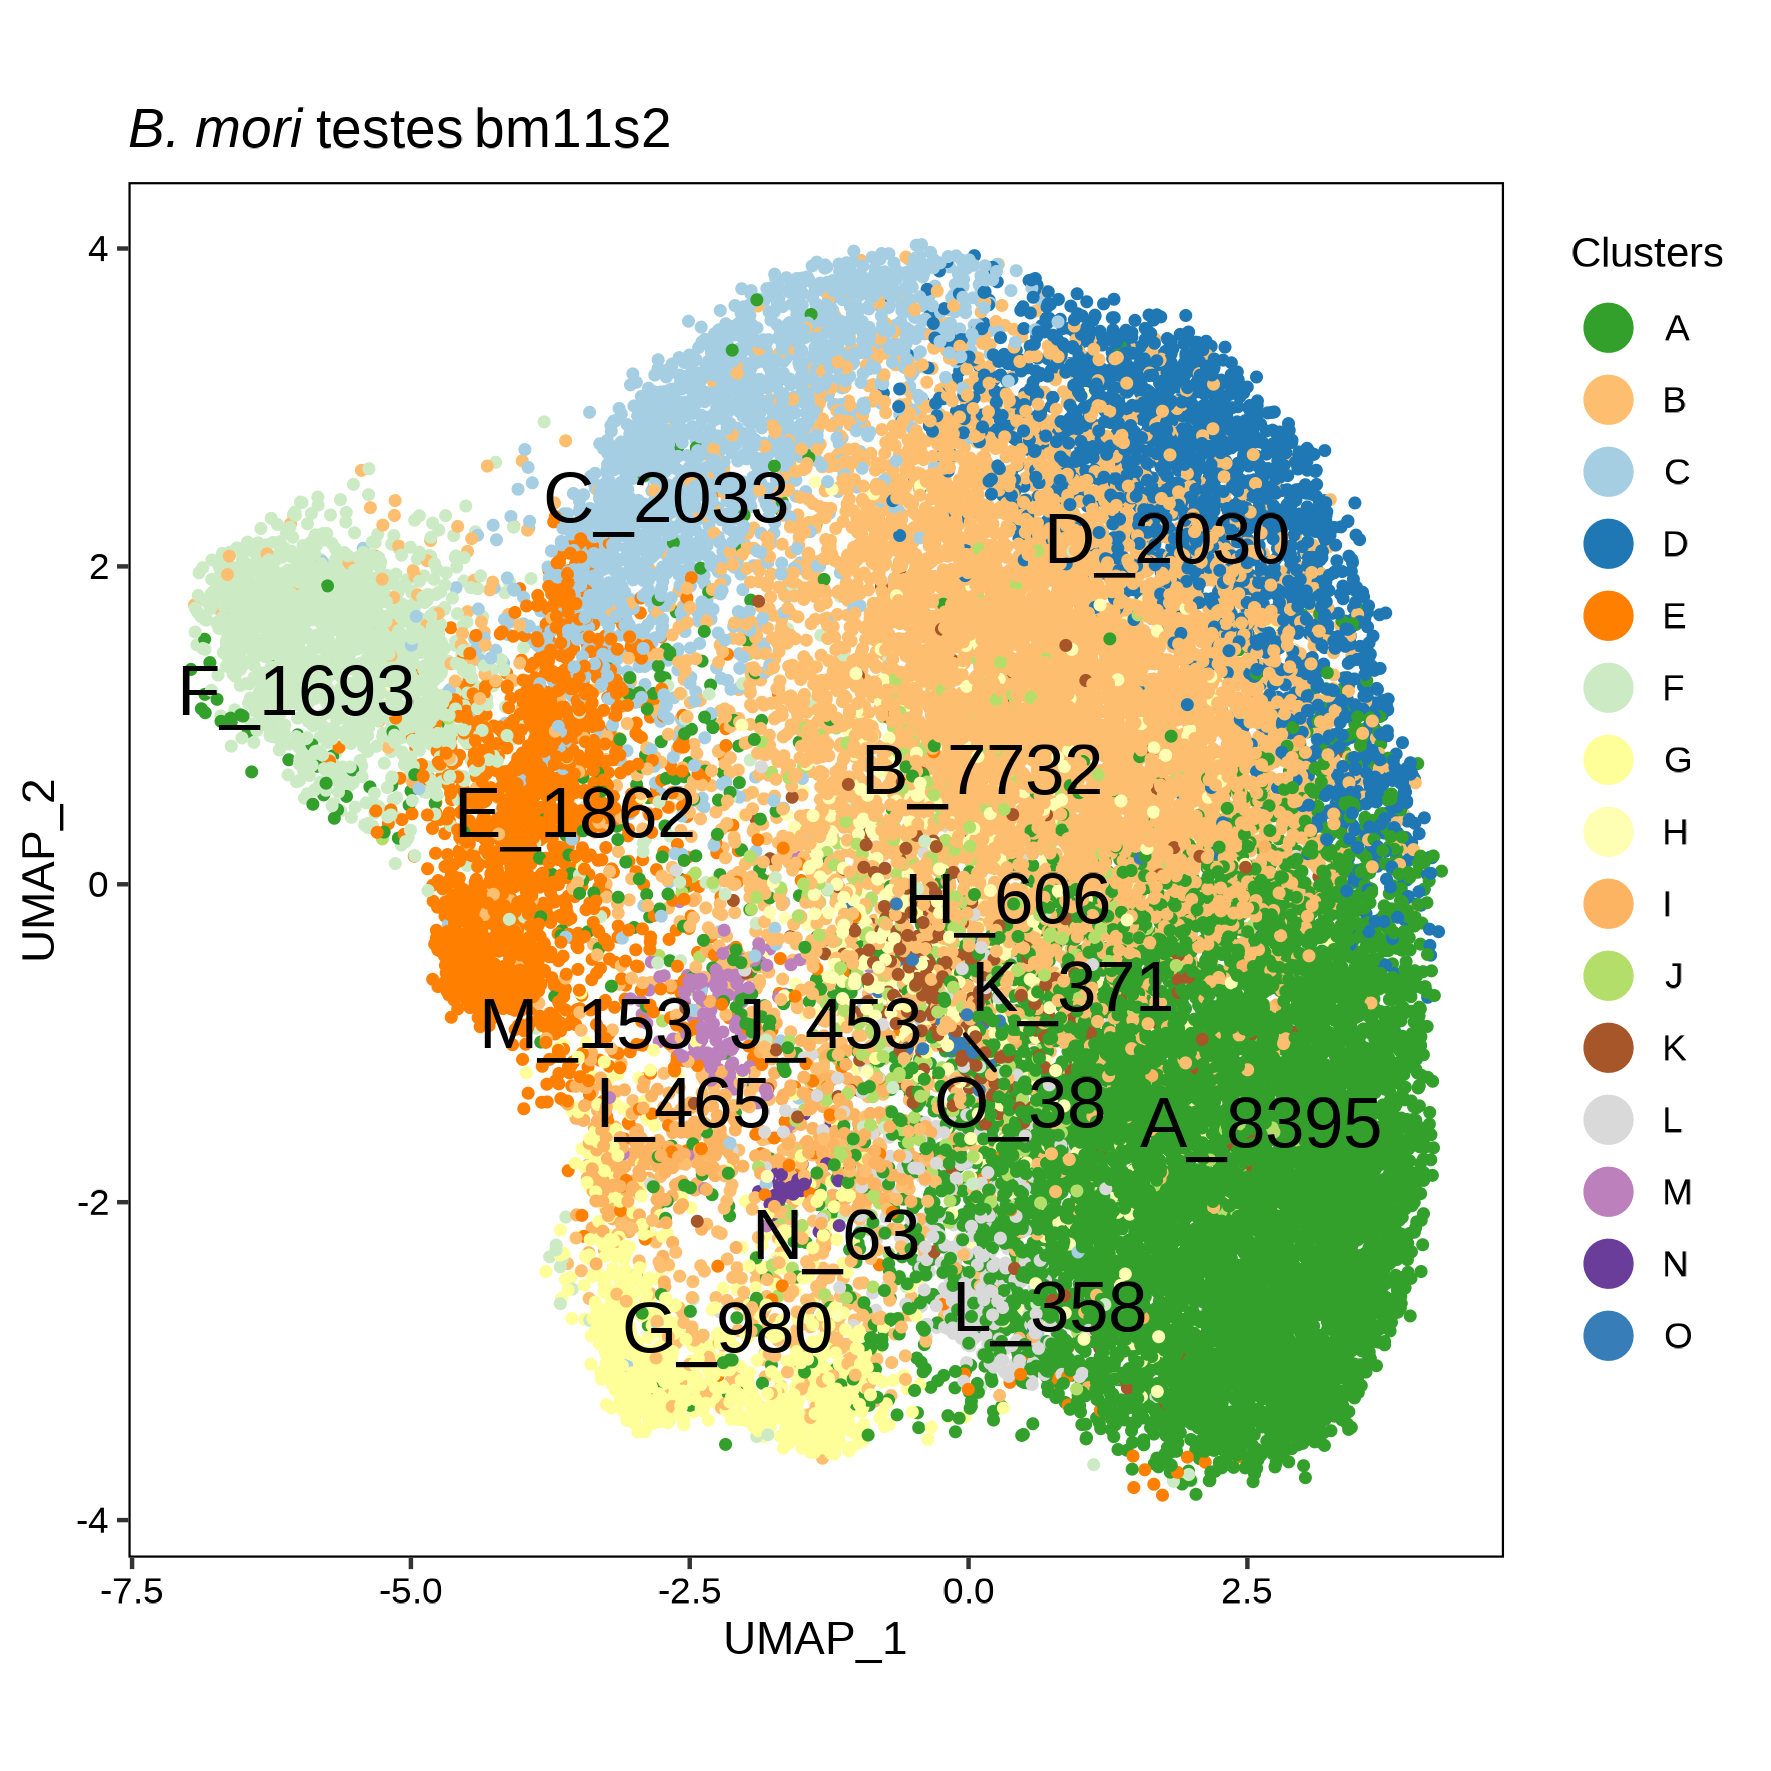 B. mori testes bm11s2
4
2
0
-2
-4
-7.5
-5.0
-2.5
0.0
2.5
UMAP_1
UMAP_2
C_2033
D_2030
F_1693
B_7732
E_1862
H_606
K_371
M_153
J_453
I_465
O_38
A_8395
N_63
L_358
G_980
Clusters
A
B
C
D
E
F
G
H
I
J
K
L
M
N
O